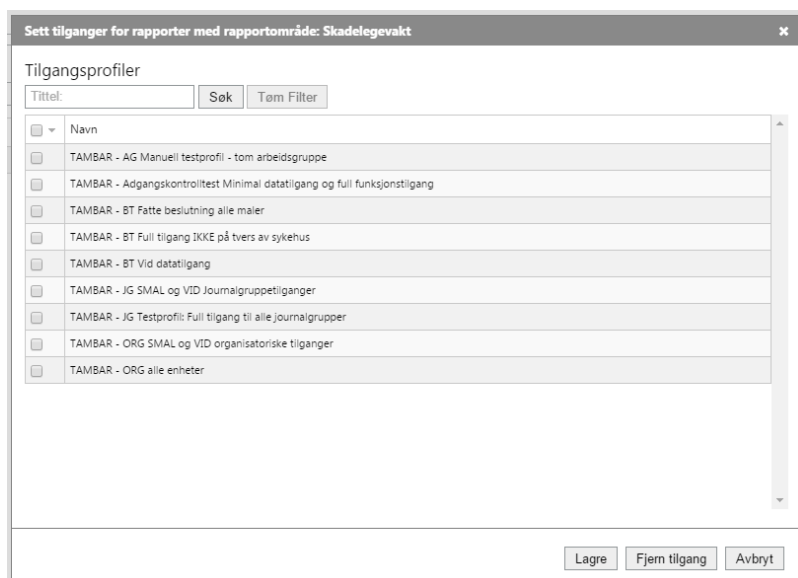 Sett tilganger for rapporter med rapportområde: Skadelegevakt
Tilgangsprofiler
Tittel:
Søk
Tøm Filter
Navn
TAMBAR - AG Manuell testprofil - tom arbeidsgruppe
TAMBAR - Adgangskontrolltest Minimal datatilgang og full funksjonstilgang
TAMBAR - BT Fatte beslutning alle maler
TAMBAR - BT Full tilgang IKKE på tvers av sykehus
TAMBAR - BT Vid datatilgang
TAMBAR - JG SMAL og VID Journalgruppetilganger
TAMBAR - JG Testprofil: Full tilgang til alle journalgrupper
TAMBAR - ORG SMAL og VID organisatoriske tilganger
TAMBAR - ORG alle enheter
Lagre
Fjern tilgang
Avbryt